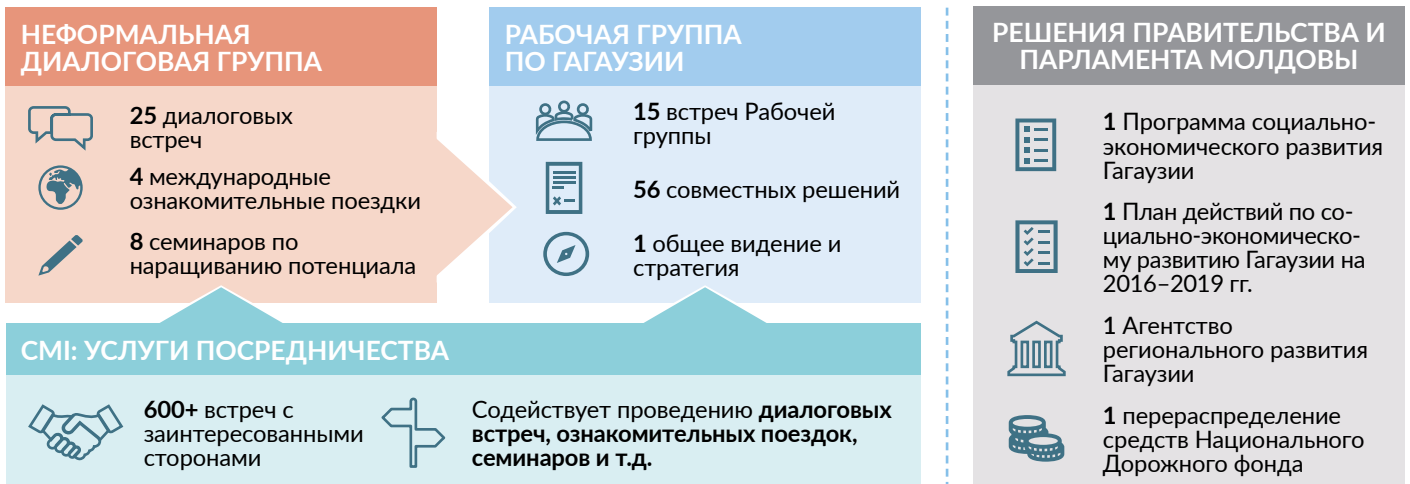 НЕФОРМАЛЬНАЯ
ДИАЛОГОВАЯ ГРУППА
25 диалоговых
встреч
4 международные
ознакомительные поездки
8 семинаров по
наращиванию потенциала
РАБОЧАЯ ГРУППА
ПО ГАГАУЗИИ
15 встреч Рабочей
группы
56 совместных решений
1 общее видение и
стратегия
CMI: УСЛУГИ ПОСРЕДНИЧЕСТВА
600+ встреч с
заинтересованными
сторонами
Содействует проведению диалоговых
встреч, ознакомительных поездок,
семинаров и т.д.
РЕШЕНИЯ ПРАВИТЕЛЬСТВА И
ПАРЛАМЕНТА МОЛДОВЫ
1 Программа социально-
экономического развития
Гагаузии
1 План действий по со-
циально-экономическо-
му развитию Гагаузии на
2016–2019 гг.
1 Агентство
регионального развития
Гагаузии
1 перераспределение
средств Национального
Дорожного фонда